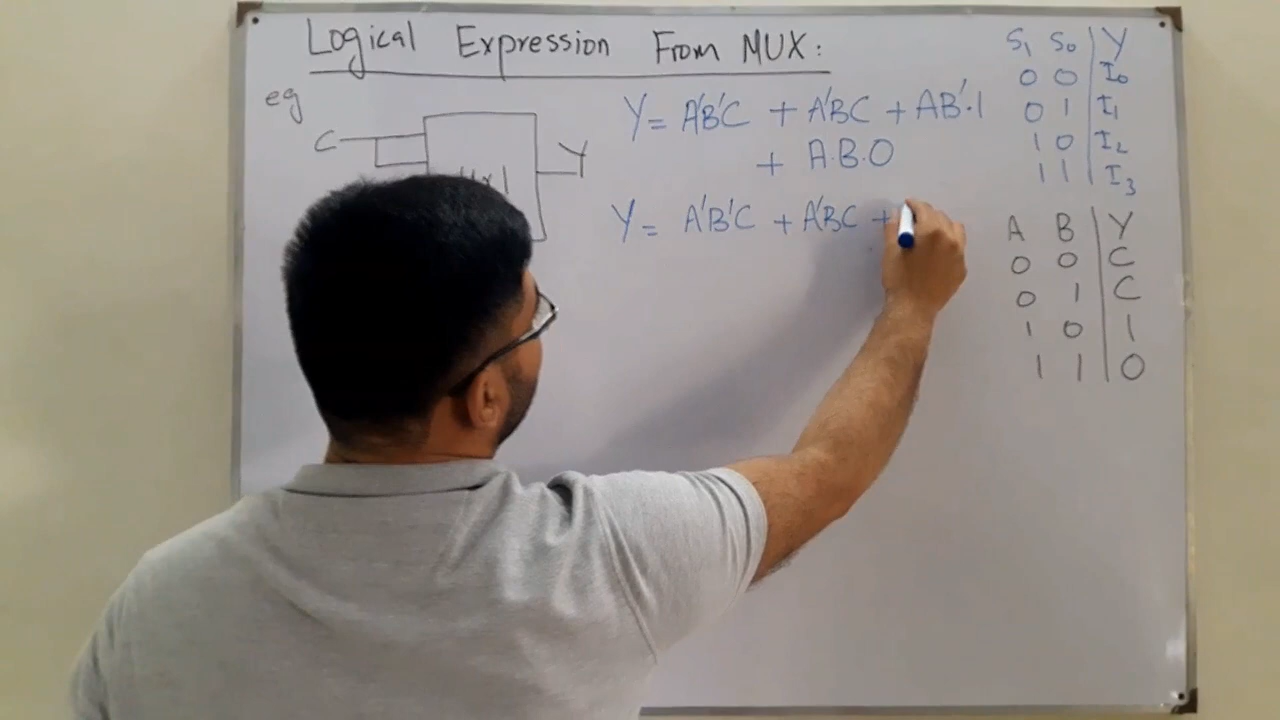 Logical Expression From MUX:
eg
C
Y
Y = A'B'C + A'BC + AB'.1
+ A.B.0
Y = A'B'C + A'BC +
S₁ S₀ Y
0 0 I₀
0 1 I₁
1 0 I₂
1 1 I₃
A B Y
0 0 C
0 1 C
1 0 1
1 1 0